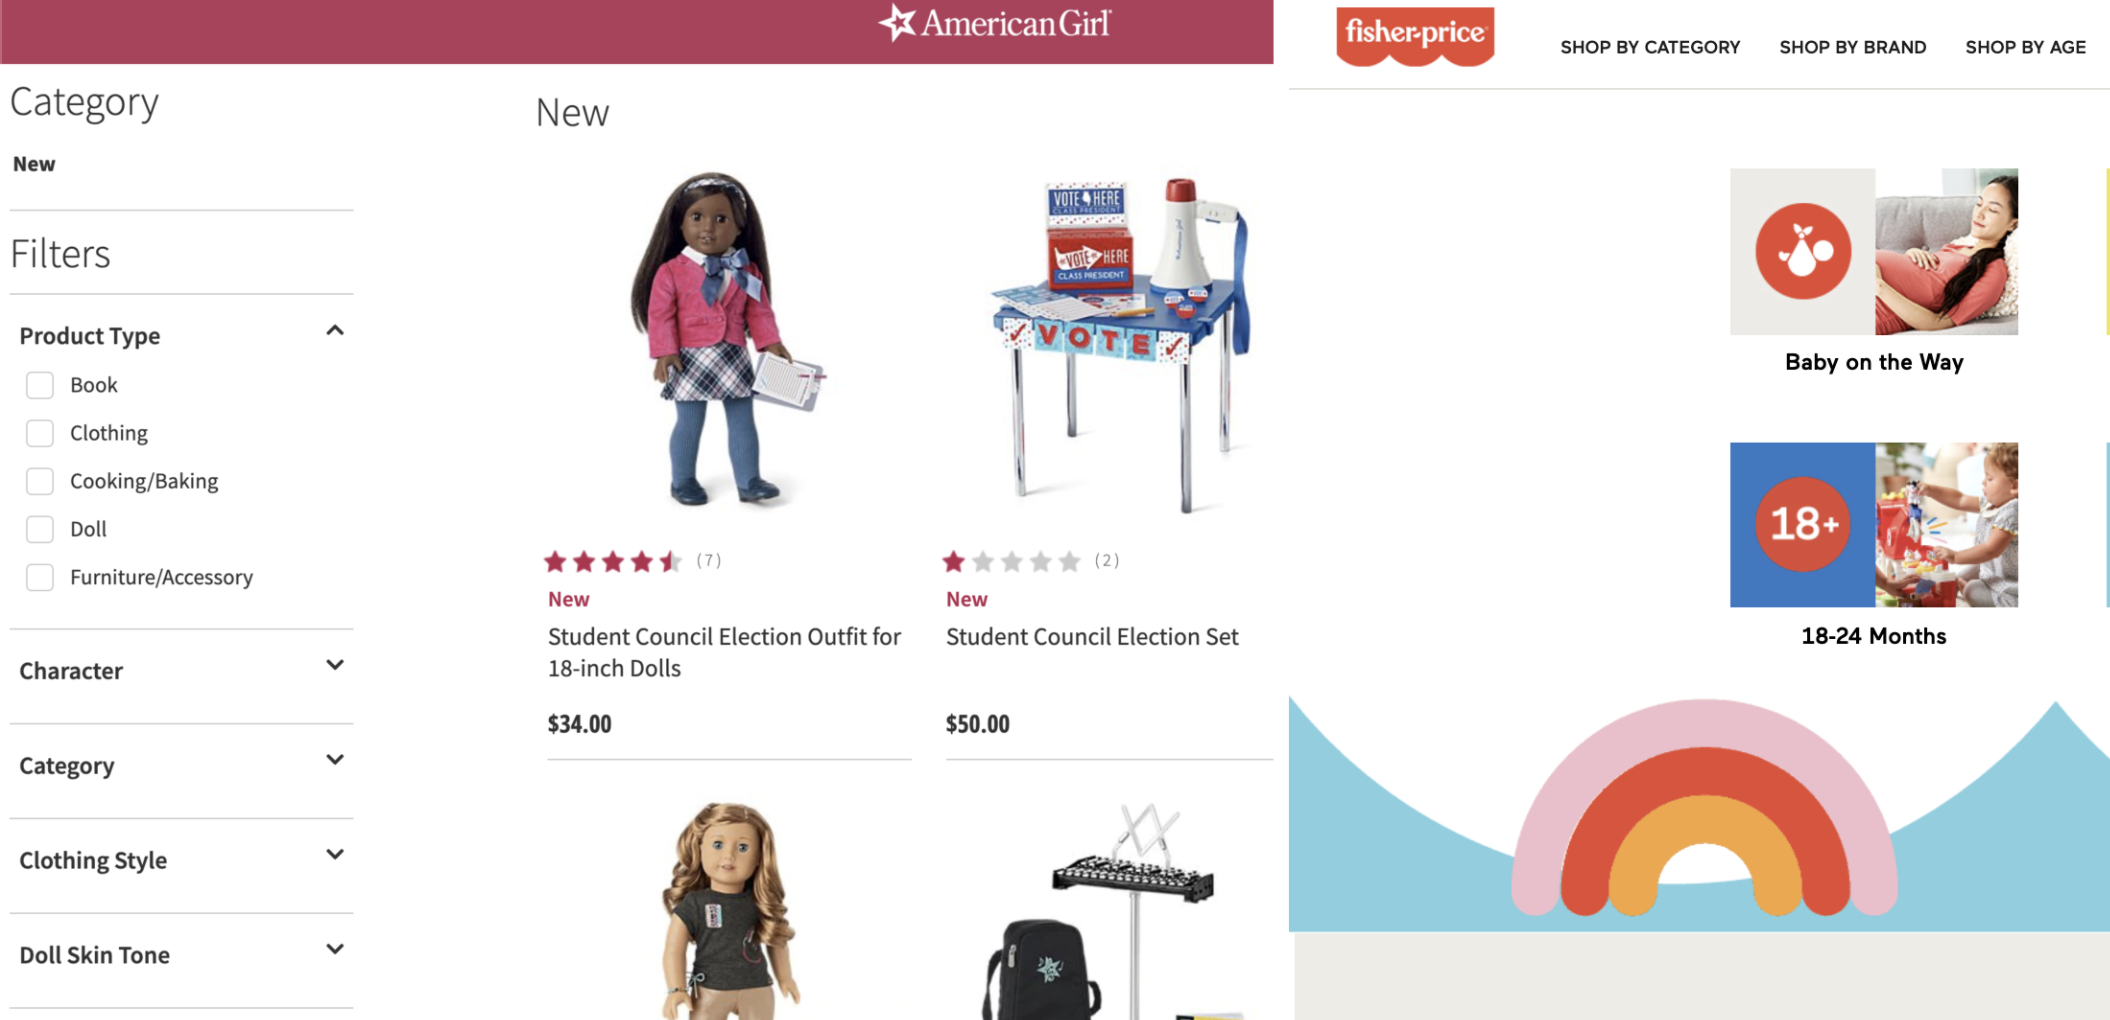 American Girl
Category
New
Filters
Product Type
Book
Clothing
Cooking/Baking
Doll
Furniture/Accessory
Character
Category
Clothing Style
Doll Skin Tone
New
VOTE HERE
CLASS PRESIDENT
VOTE HERE
CLASS PRESIDENT
VOTE
(7)
New
Student Council Election Outfit for
18-inch Dolls
$34.00
(2)
New
Student Council Election Set
$50.00
fisher-price
SHOP BY CATEGORY SHOP BY BRAND SHOP BY AGE
Baby on the Way
18+
18-24 Months